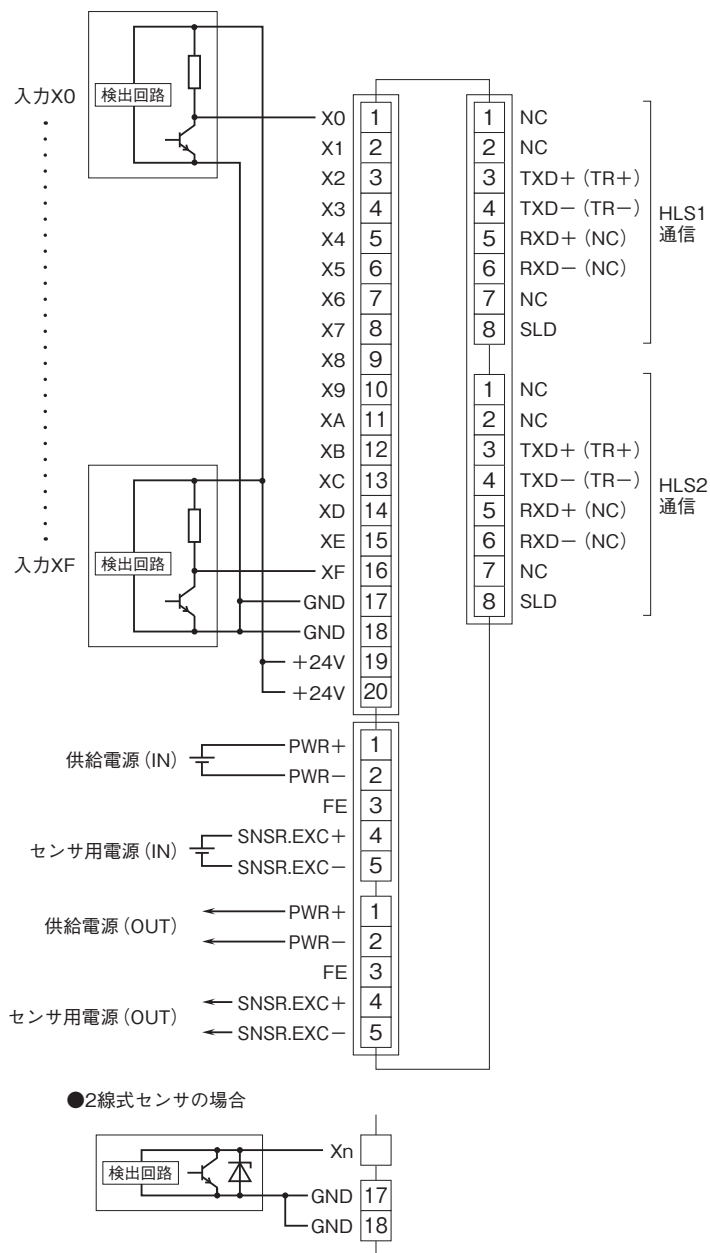 入力X0
検出回路
X0 1
X1 2
X2 3
X3 4
X4 5
X5 6
X6 7
X7 8
X8 9
X9 10
XA 11
XB 12
XC 13
XD 14
XE 15
XF 16
GND 17
GND 18
+24V 19
+24V 20
入力XF
検出回路
1 NC
2 NC
3 TXD+(TR+)
4 TXD−(TR−)
5 RXD+(NC)
6 RXD−(NC)
7 NC
8 SLD
HLS1
通信
1 NC
2 NC
3 TXD+(TR+)
4 TXD−(TR−)
5 RXD+(NC)
6 RXD−(NC)
7 NC
8 SLD
HLS2
通信
供給電源(IN)
PWR+ 1
PWR− 2
FE 3
センサ用電源(IN)
SNSR.EXC+ 4
SNSR.EXC− 5
供給電源(OUT)
PWR+ 1
PWR− 2
FE 3
センサ用電源(OUT)
SNSR.EXC+ 4
SNSR.EXC− 5
●2線式センサの場合
検出回路
Xn
GND 17
GND 18